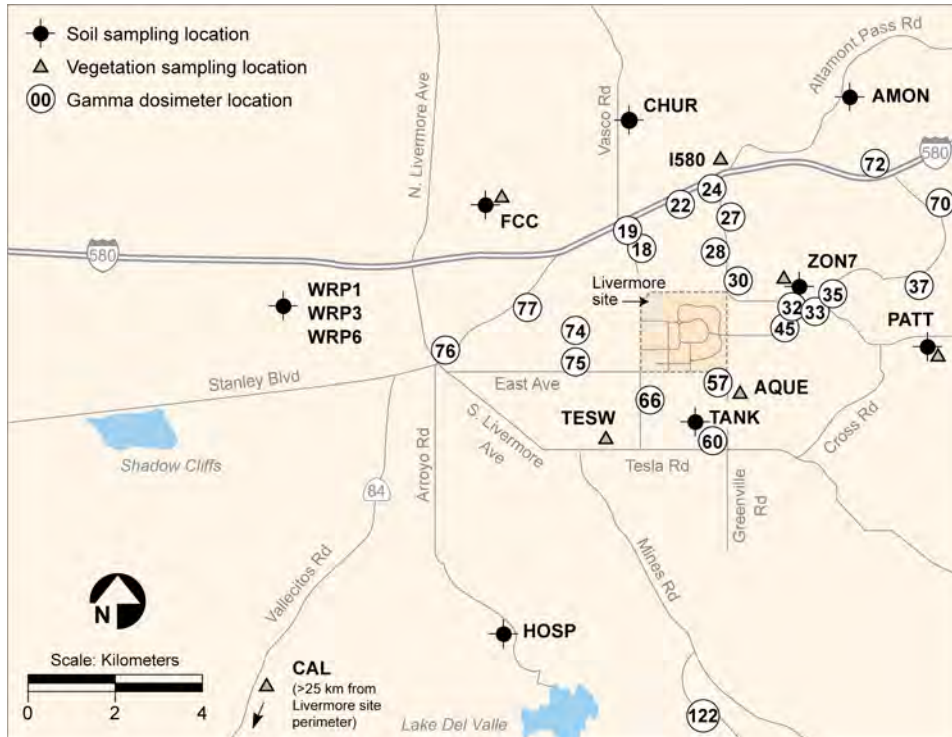 Soil sampling location
Vegetation sampling location
00 Gamma dosimeter location
N. Livermore Ave
Vasco Rd
CHUR
Altamont Pass Rd
AMON
I580
580
72
24
22
27
70
FCC
19
18
28
580
ZON7
Livermore
site
30
37
35
32
33
WRP1
WRP3
WRP6
77
74
45
PATT
76
75
Stanley Blvd
East Ave
57
AQUE
66
TESW
TANK
60
S. Livermore
Ave
Cross Rd
Shadow Cliffs
Tesla Rd
84
Arroyo Rd
Greenville
Rd
Vallecitos Rd
Mines Rd
N
HOSP
Scale: Kilometers
0 2 4
CAL
(>25 km from
Livermore site
perimeter)
Lake Del Valle
122